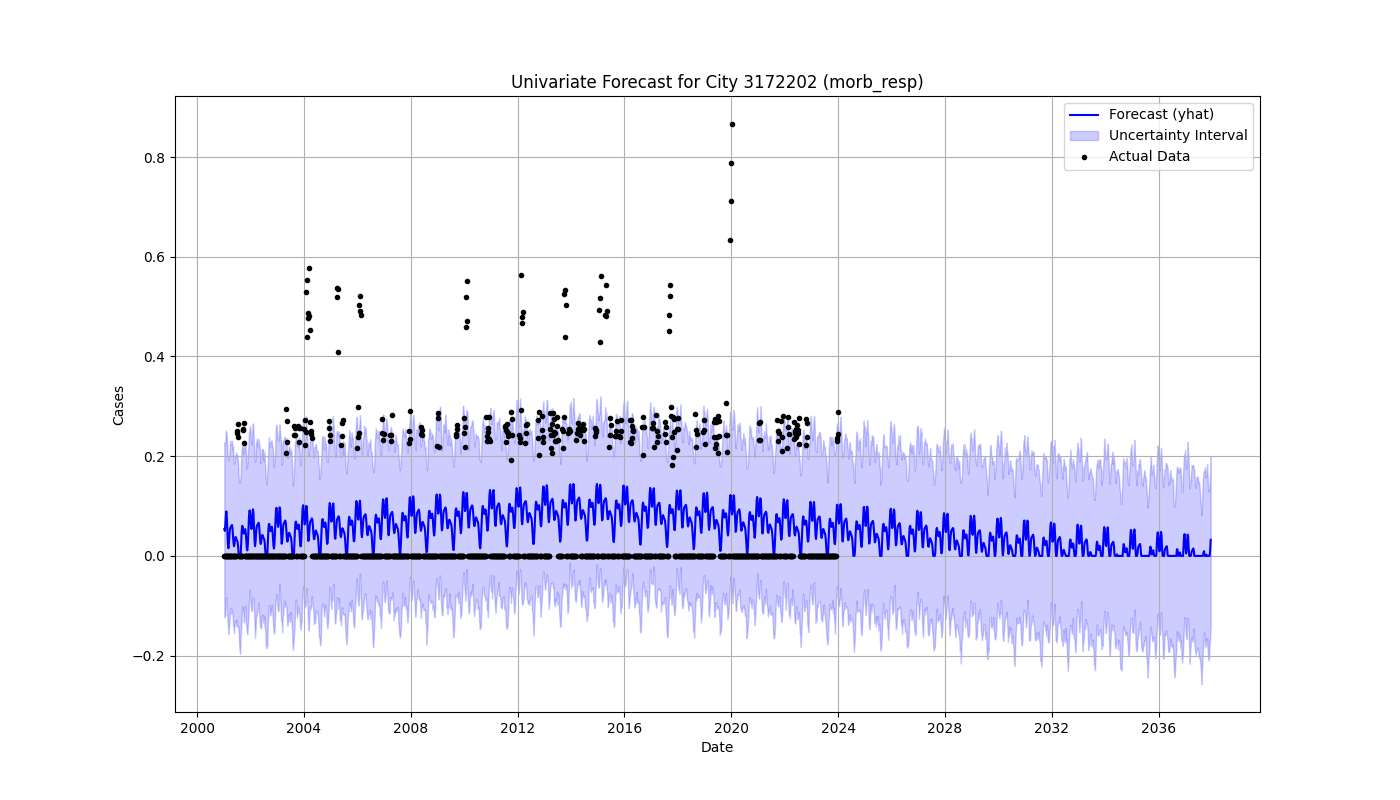 Univariate Forecast for City 3172202 (morb_resp)
Forecast (yhat)
Uncertainty Interval
Actual Data
Cases
0.8
0.6
0.4
0.2
0.0
−0.2
2000 2004 2008 2012 2016 2020 2024 2028 2032 2036
Date